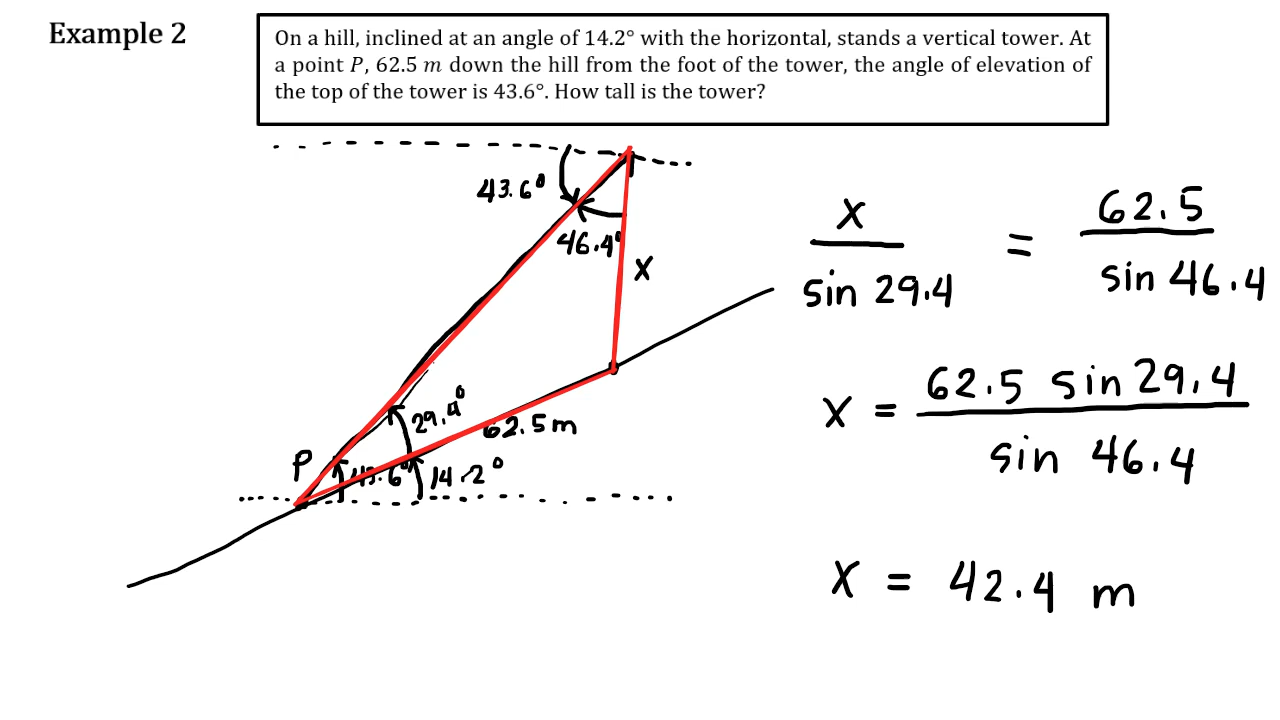 Example 2
On a hill, inclined at an angle of 14.2° with the horizontal, stands a vertical tower. At
a point P, 62.5 m down the hill from the foot of the tower, the angle of elevation of
the top of the tower is 43.6°. How tall is the tower?
43.6°
46.4°
x
29.4°
62.5 m
P
43.6°
14.2°
x / sin 29.4 = 62.5 / sin 46.4
x = 62.5 sin 29.4 / sin 46.4
x = 42.4 m